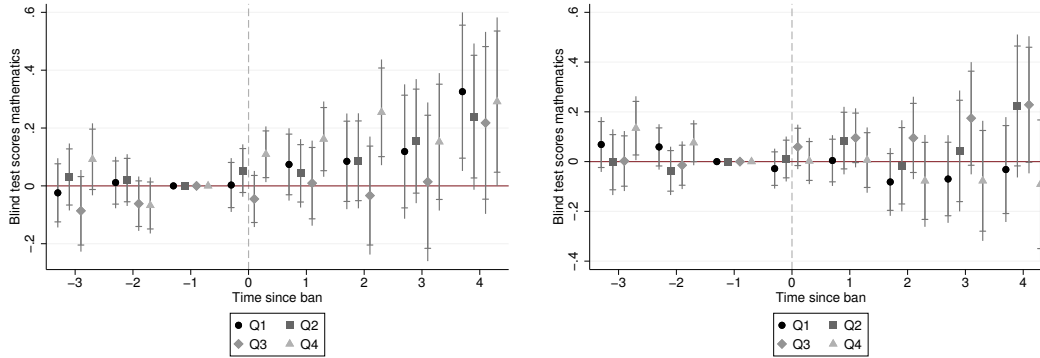 Blind test scores mathematics
.6
.4
.2
0
-.2
-3 -2 -1 0 1 2 3 4
Time since ban
Q1 Q2
Q3 Q4
Blind test scores mathematics
.6
.4
.2
0
-.2
-.4
-3 -2 -1 0 1 2 3 4
Time since ban
Q1 Q2
Q3 Q4